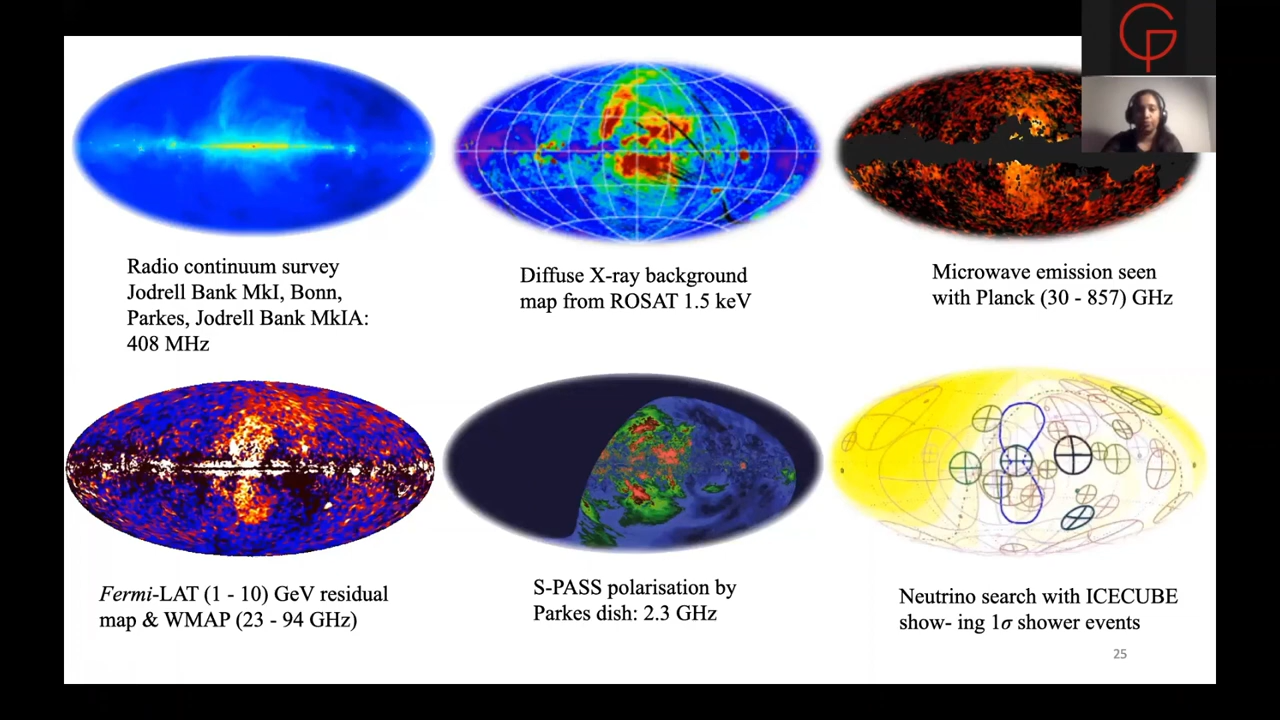 Radio continuum survey
Jodrell Bank MkI, Bonn,
Parkes, Jodrell Bank MkIA:
408 MHz
Diffuse X-ray background
map from ROSAT 1.5 keV
Microwave emission seen
with Planck (30 - 857) GHz
Fermi-LAT (1 - 10) GeV residual
map & WMAP (23 - 94 GHz)
S-PASS polarisation by
Parkes dish: 2.3 GHz
Neutrino search with ICECUBE
show- ing 1σ shower events
25